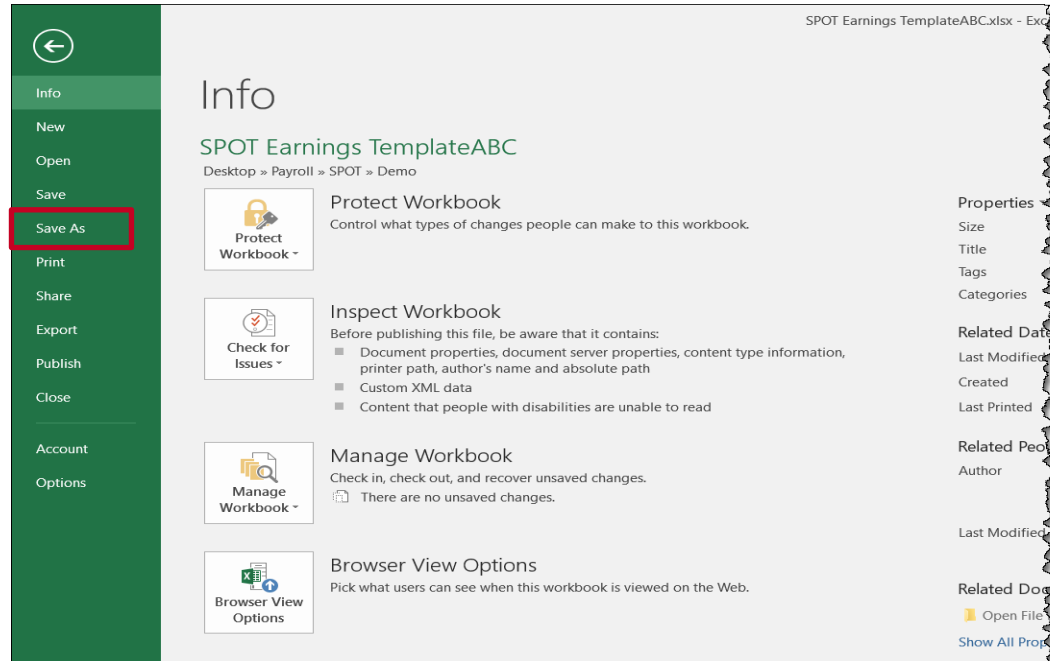 SPOT Earnings TemplateABC.xlsx - Exc
Info
New
Open
Save
Save As
Print
Share
Export
Publish
Close
Account
Options
Info
SPOT Earnings TemplateABC
Desktop » Payroll » SPOT » Demo
Protect
Workbook
Protect Workbook
Control what types of changes people can make to this workbook.
Check for
Issues
Inspect Workbook
Before publishing this file, be aware that it contains:
Document properties, document server properties, content type information,
printer path, author's name and absolute path
Custom XML data
Content that people with disabilities are unable to read
Manage
Workbook
Manage Workbook
Check in, check out, and recover unsaved changes.
There are no unsaved changes.
Browser View
Options
Browser View Options
Pick what users can see when this workbook is viewed on the Web.
Properties
Size
Title
Tags
Categories
Related Date
Last Modified
Created
Last Printed
Related Peo
Author
Last Modified
Related Doc
Open File
Show All Prop